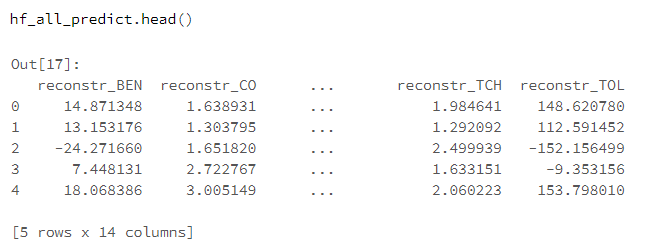 hf_all_predict.head()
Out[17]:
reconstr_BEN reconstr_CO ... reconstr_TCH reconstr_TOL
0 14.871348 1.638931 ... 1.984641 148.620780
1 13.153176 1.303795 ... 1.292092 112.591452
2 -24.271660 1.651820 ... 2.499939 -152.156499
3 7.448131 2.722767 ... 1.633151 -9.353156
4 18.068386 3.005149 ... 2.060223 153.798010
[5 rows x 14 columns]